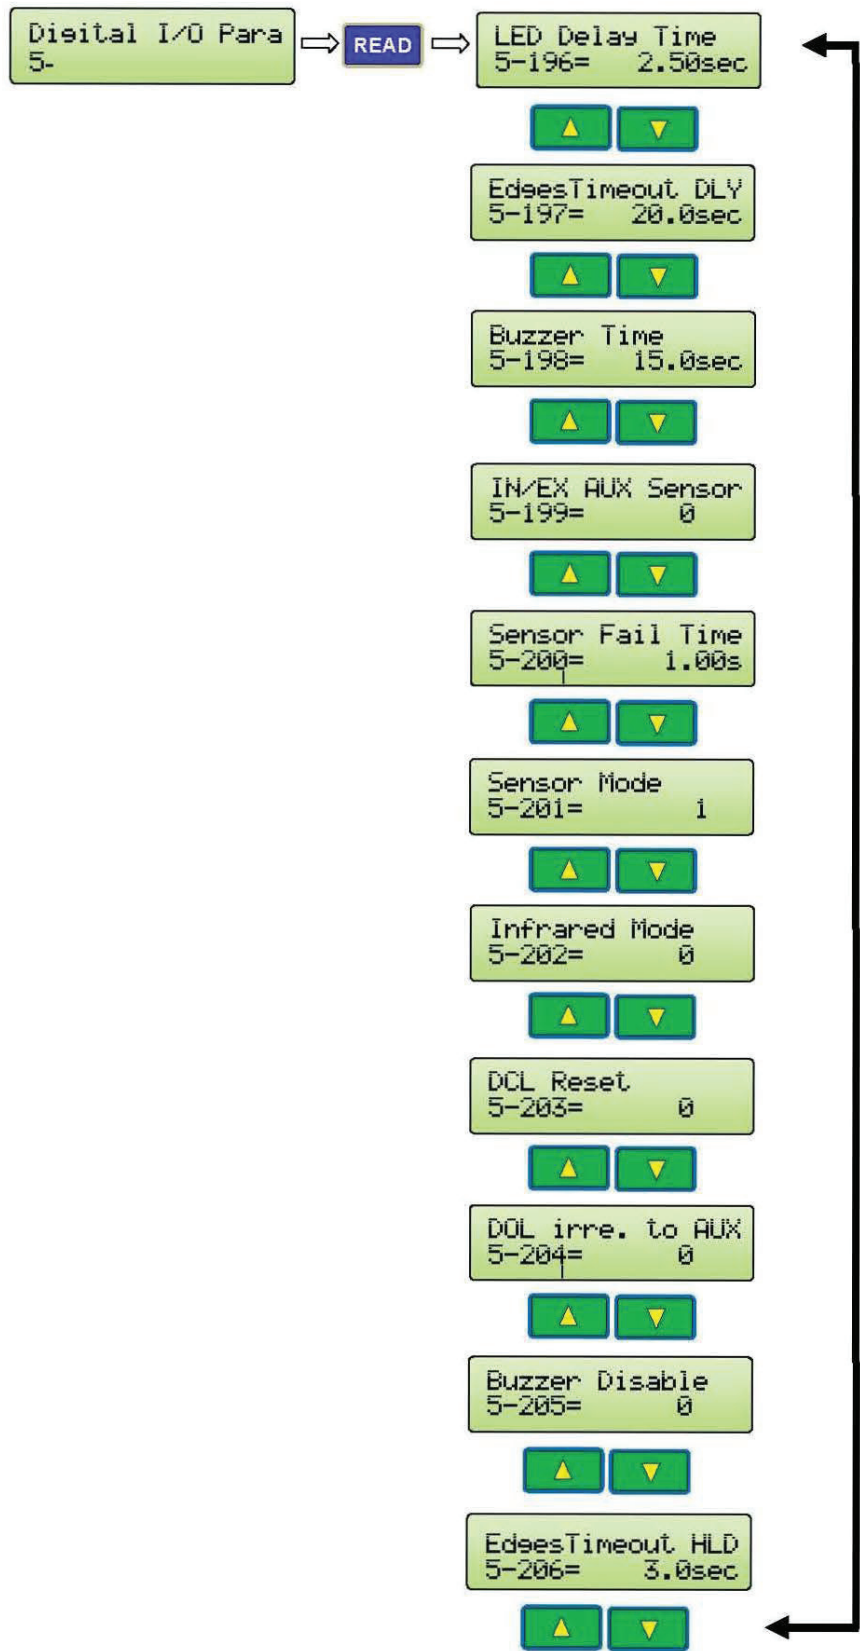 Digital I/O Para
5-
READ
LED Delay Time
5-196= 2.50sec
EdgesTimeout DLY
5-197= 20.0sec
Buzzer Time
5-198= 15.0sec
IN/EX AUX Sensor
5-199= 0
Sensor Fail Time
5-200= 1.00s
Sensor Mode
5-201= 1
Infrared Mode
5-202= 0
DCL Reset
5-203= 0
DOL irre. to AUX
5-204= 0
Buzzer Disable
5-205= 0
EdgesTimeout HLD
5-206= 3.0sec